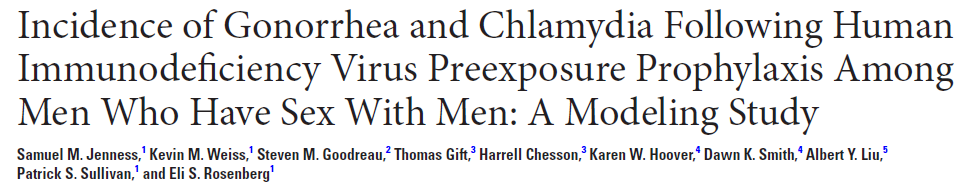 Incidence of Gonorrhea and Chlamydia Following Human
Immunodeficiency Virus Preexposure Prophylaxis Among
Men Who Have Sex With Men: A Modeling Study
Samuel M. Jenness,¹ Kevin M. Weiss,¹ Steven M. Goodreau,² Thomas Gift,³ Harrell Chesson,³ Karen W. Hoover,⁴ Dawn K. Smith,⁴ Albert Y. Liu,⁵
Patrick S. Sullivan,¹ and Eli S. Rosenberg¹